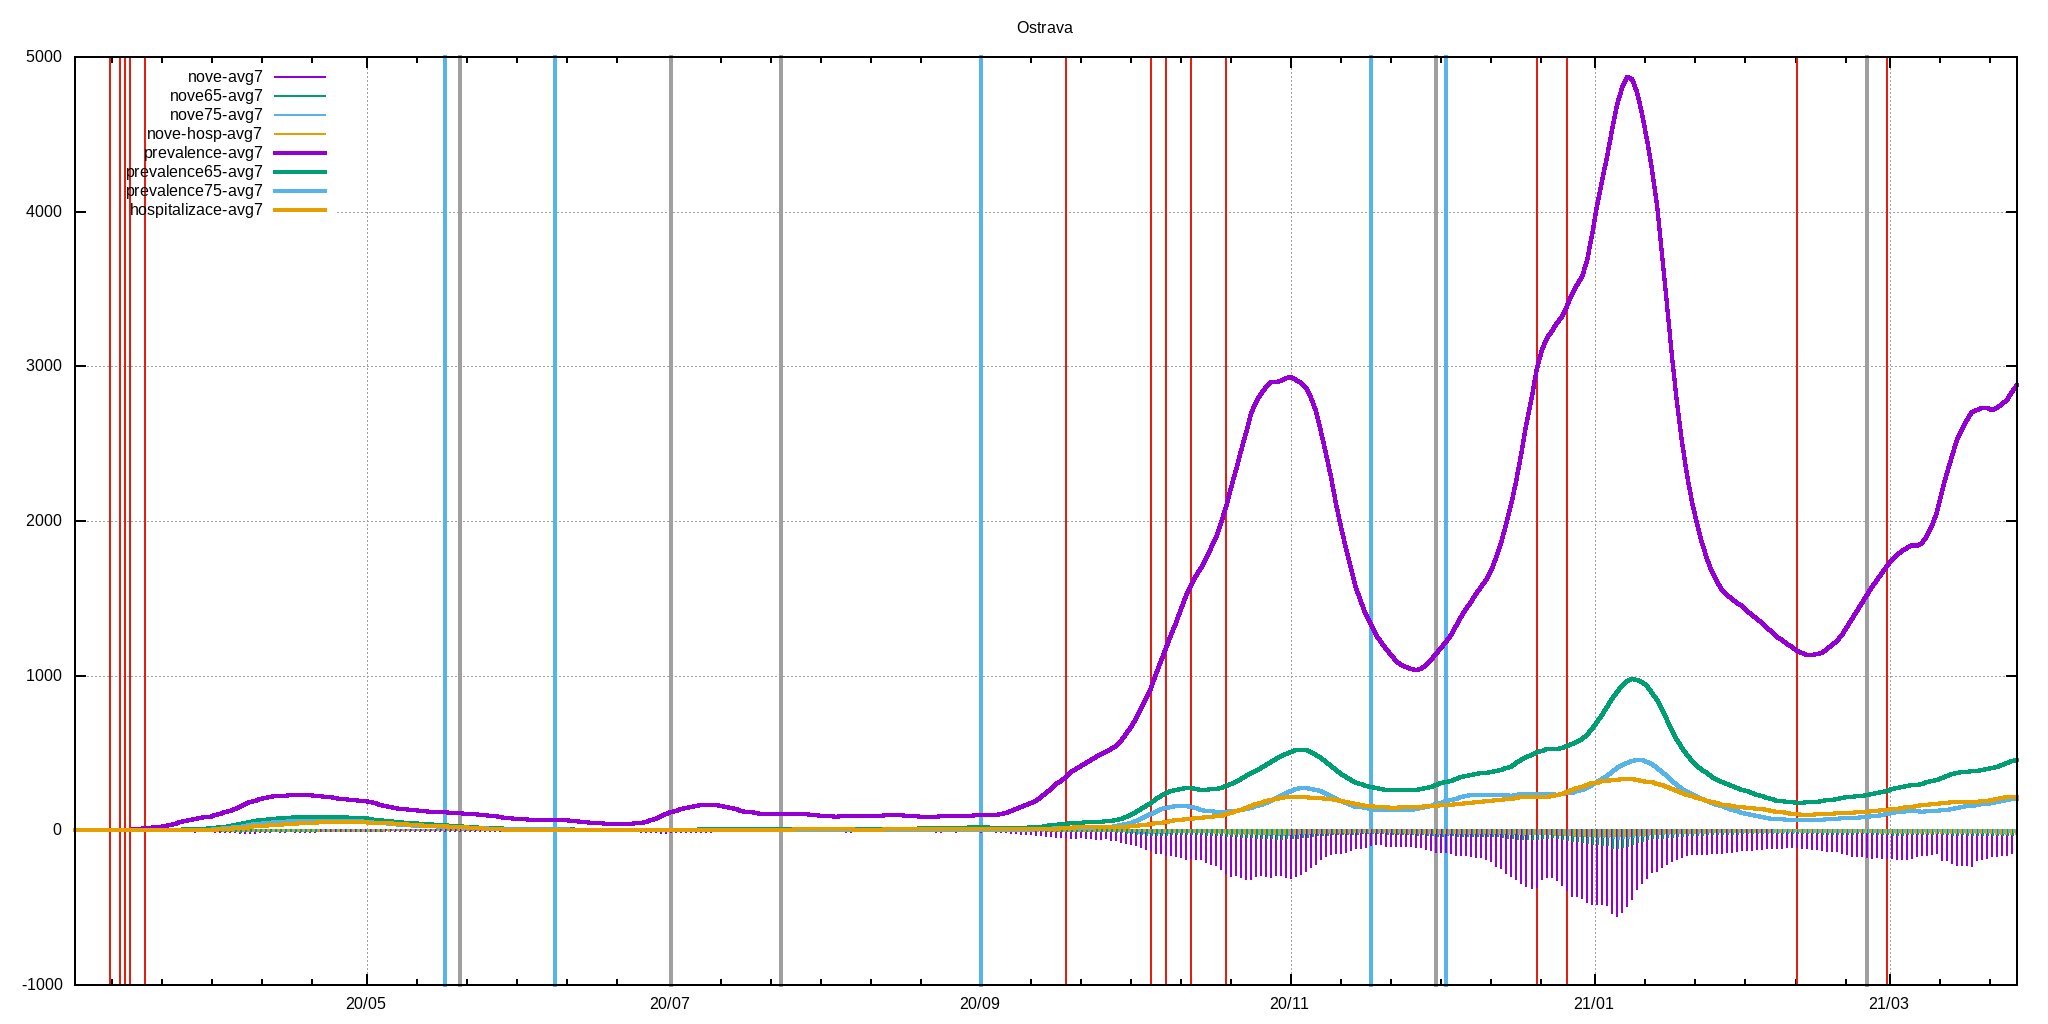 Ostrava
5000
4000
3000
2000
1000
0
-1000
nove-avg7
nove65-avg7
nove75-avg7
nove-hosp-avg7
prevalence-avg7
prevalence65-avg7
prevalence75-avg7
hospitalizace-avg7
20/05 20/07 20/09 20/11 21/01 21/03